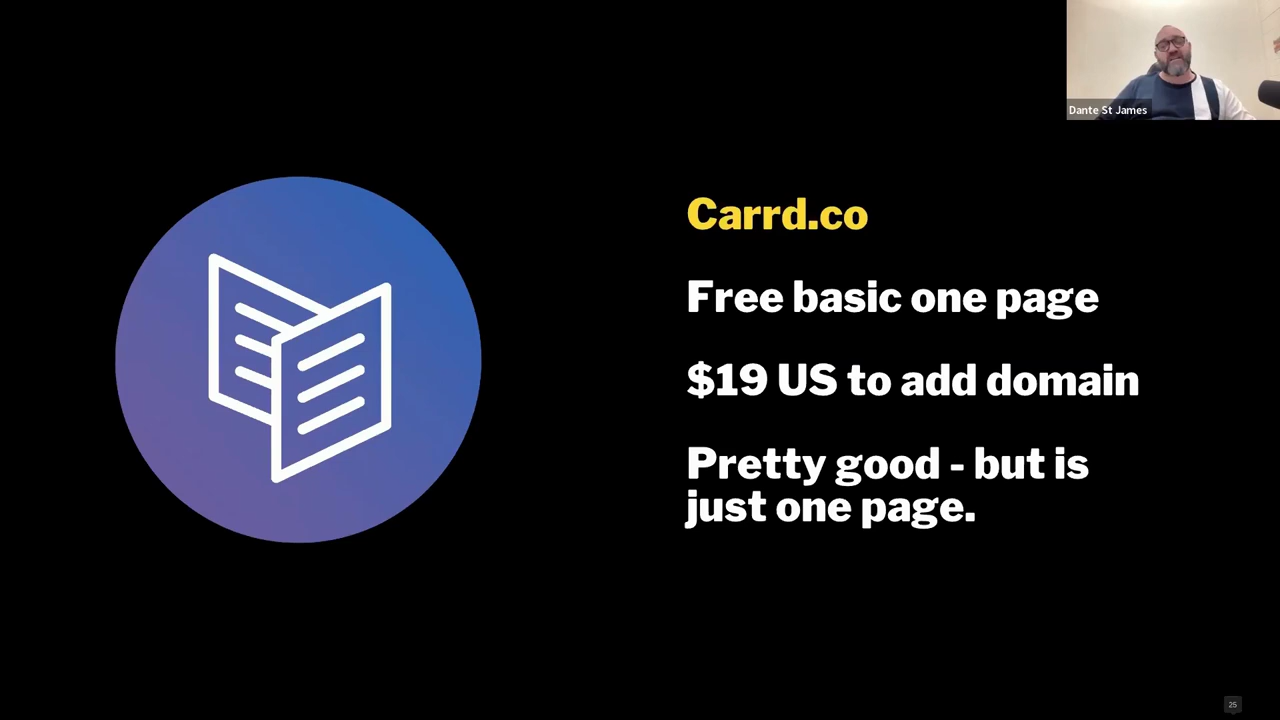 Dante St James
Carrd.co
Free basic one page
$19 US to add domain
Pretty good - but is
just one page.
25